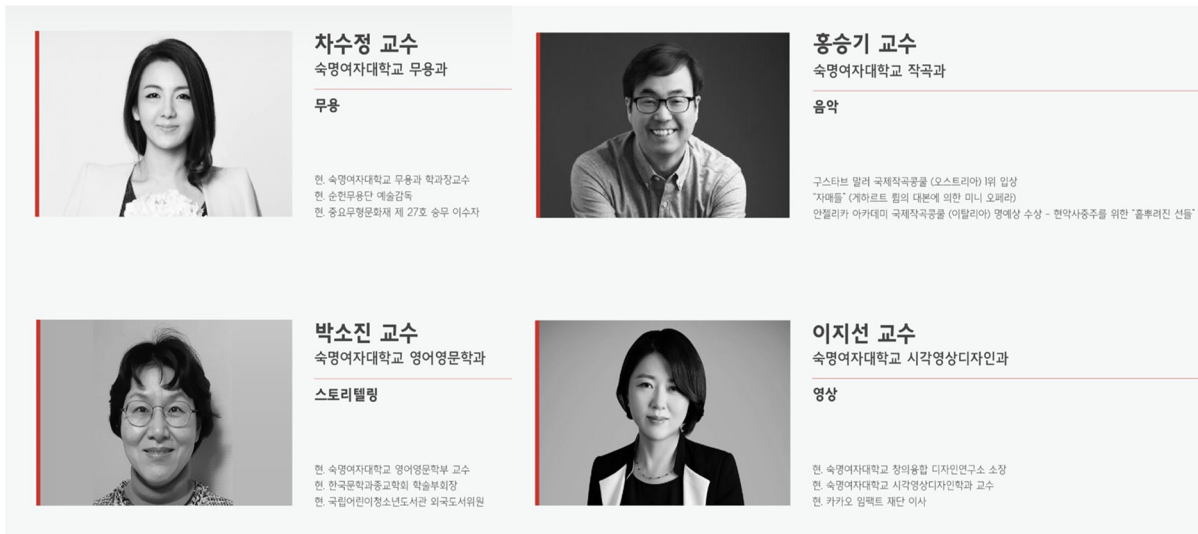 차수정 교수
숙명여자대학교 무용과
무용
현. 숙명여자대학교 무용과 학과장교수
현. 순헌무용단 예술감독
현. 중요무형문화재 제 27호 승무 이수자
홍승기 교수
숙명여자대학교 작곡과
음악
구스타브 말러 국제작곡콩쿨 (오스트리아) 1위 입상
"자매들" (게하르트 륌의 대본에 의한 미니 오페라)
안젤리카 아카데미 국제작곡콩쿨 (이탈리아) 명예상 수상 - 현악사중주를 위한 "흩뿌려진 선들"
박소진 교수
숙명여자대학교 영어영문학과
스토리텔링
현. 숙명여자대학교 영어영문학부 교수
현. 한국문학과종교학회 학술부회장
현. 국립어린이청소년도서관 외국도서위원
이지선 교수
숙명여자대학교 시각영상디자인과
영상
현. 숙명여자대학교 창의융합 디자인연구소 소장
현. 숙명여자대학교 시각영상디자인학과 교수
현. 카카오 임팩트 재단 이사